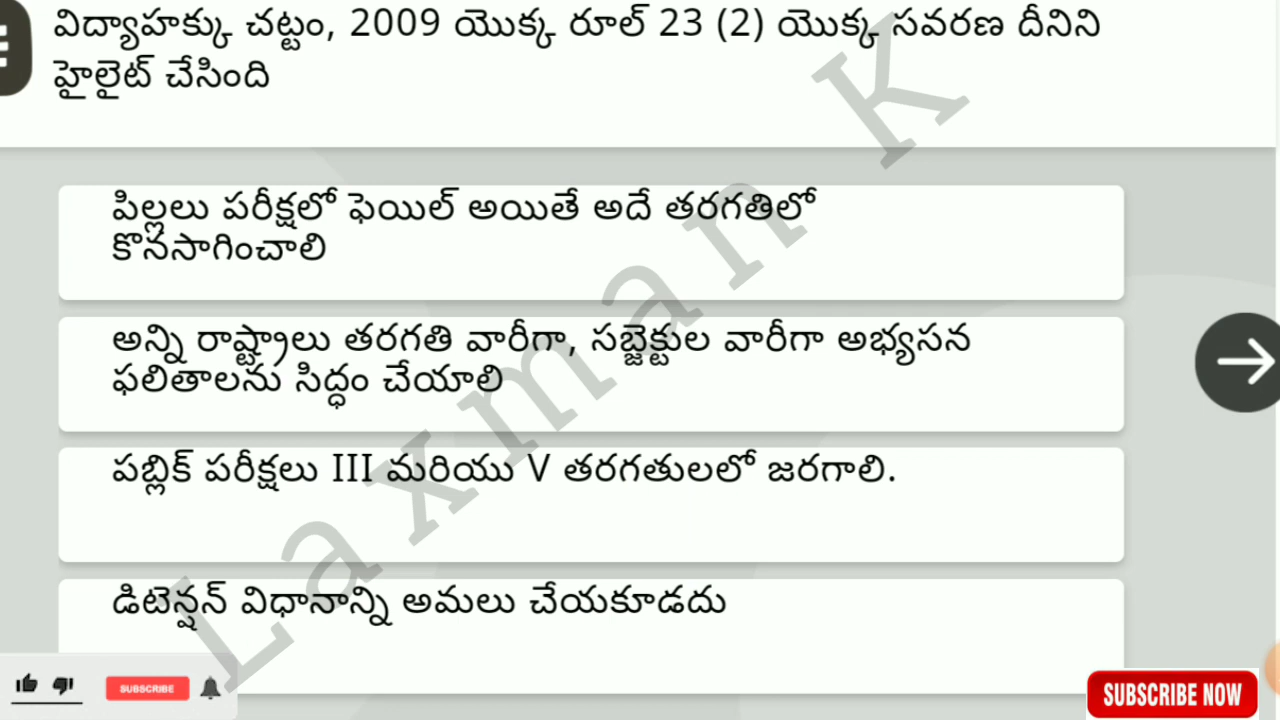 విద్యాహక్కు చట్టం, 2009 యొక్క రూల్ 23 (2) యొక్క సవరణ దీనిని
హైలైట్ చేసింది
పిల్లలు పరీక్షలో ఫెయిల్ అయితే అదే తరగతిలో
కొనసాగించాలి
అన్ని రాష్ట్రాలు తరగతి వారీగా, సబ్జెక్టుల వారీగా అభ్యసన
ఫలితాలను సిద్ధం చేయాలి
పబ్లిక్ పరీక్షలు III మరియు V తరగతులలో జరగాలి.
డిటెన్షన్ విధానాన్ని అమలు చేయకూడదు
Laxman K
SUBSCRIBE
SUBSCRIBE NOW